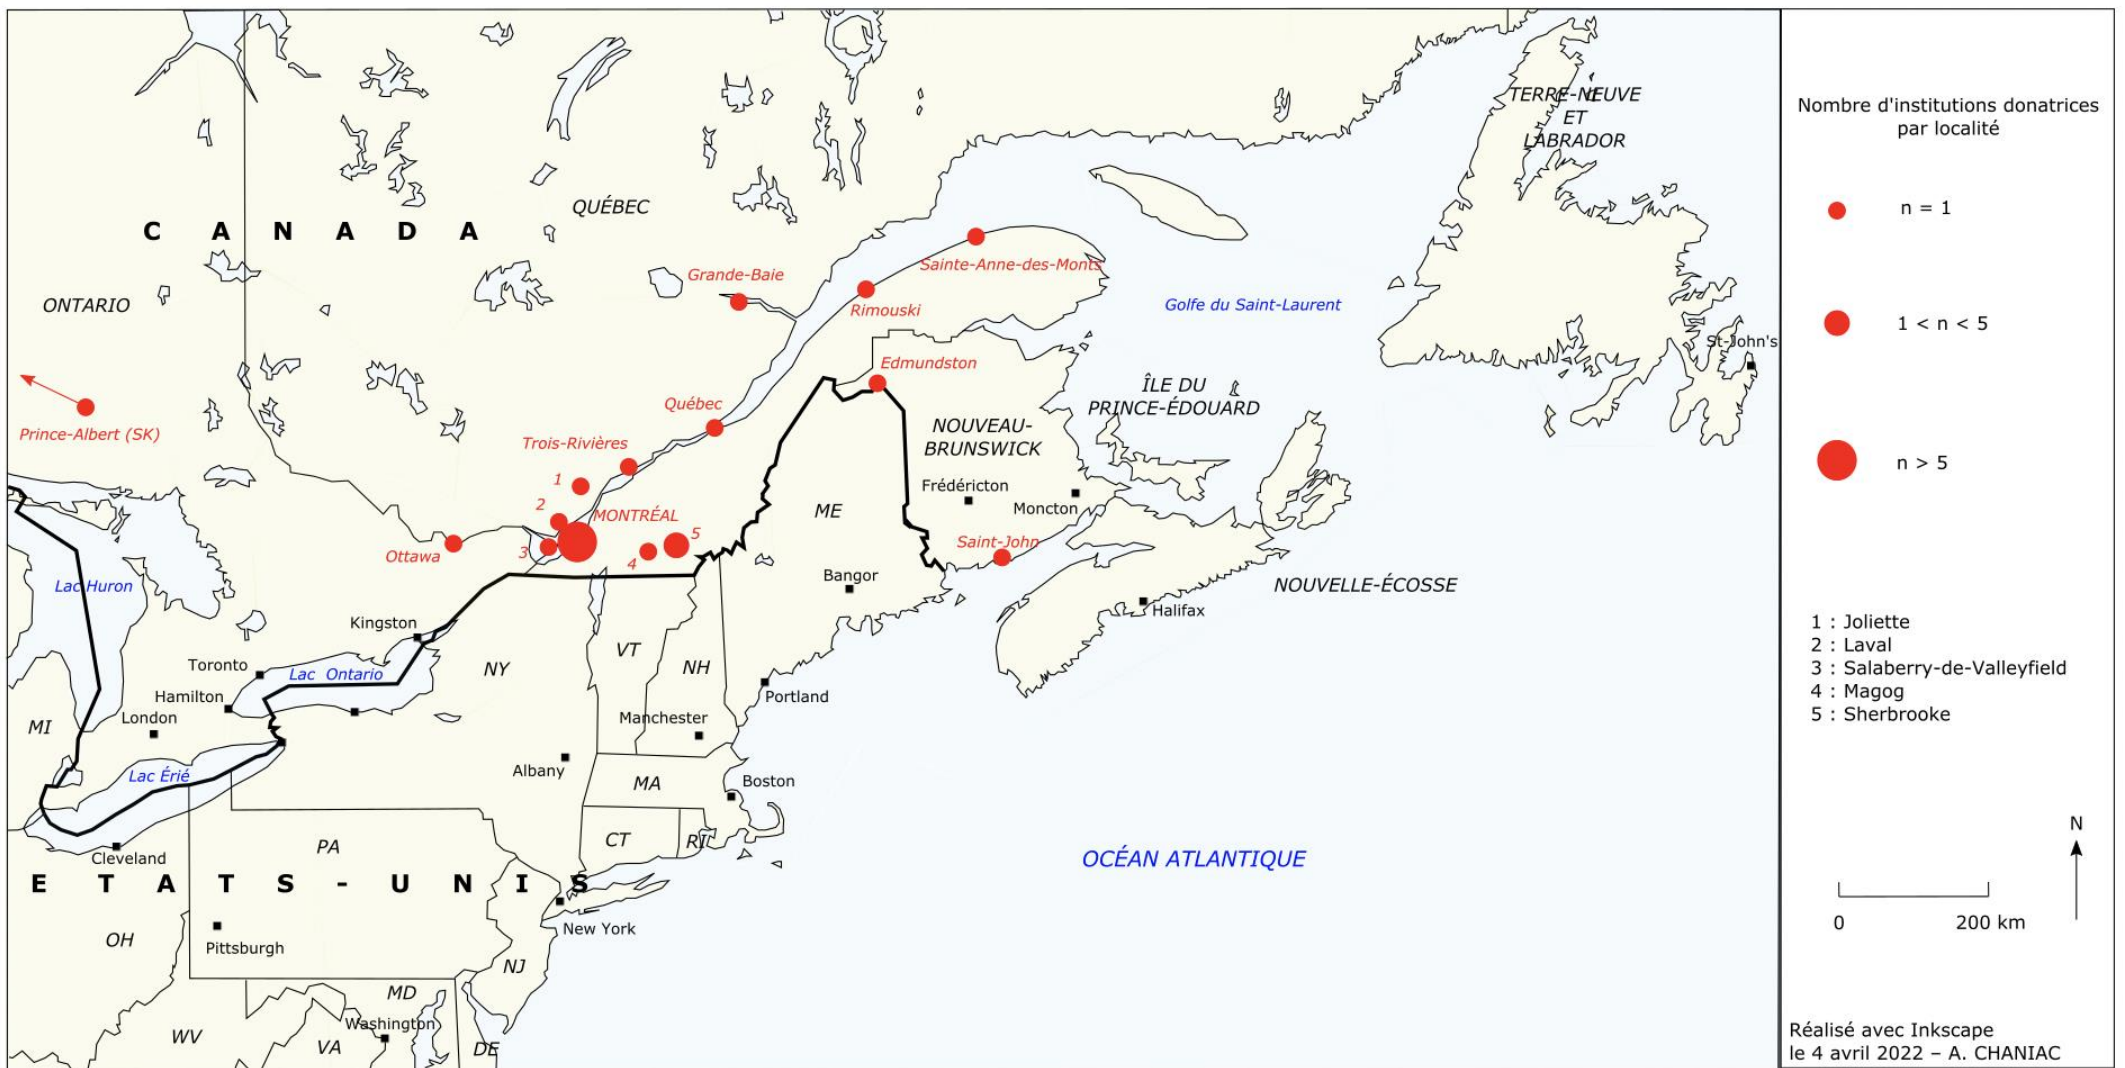 TERRE-NEUVE
ET
LABRADOR
QUÉBEC
C A N A D A
Grande-Baie
Sainte-Anne-des-Monts
ONTARIO
Rimouski
Golfe du Saint-Laurent
St-John's
Edmundston
ÎLE DU
PRINCE-ÉDOUARD
Québec
Prince-Albert (SK)
NOUVEAU-
BRUNSWICK
Trois-Rivières
1
Frédéricton
2
MONTRÉAL
ME
Moncton
5
3
Ottawa
4
Saint-John
Bangor
Lac Huron
NOUVELLE-ÉCOSSE
Halifax
Kingston
VT
NH
NY
Toronto
Lac Ontario
Hamilton
Portland
London
Manchester
MI
Albany
Lac Érié
MA
Boston
CT
RI
PA
Cleveland
OCÉAN ATLANTIQUE
E T A T S - U N I S
New York
OH
Pittsburgh
NJ
MD
Washington
WV
VA
DE
Nombre d'institutions donatrices
par localité
n = 1
1 < n < 5
n > 5
1 : Joliette
2 : Laval
3 : Salaberry-de-Valleyfield
4 : Magog
5 : Sherbrooke
N
0 200 km
Réalisé avec Inkscape
le 4 avril 2022 – A. CHANIAC